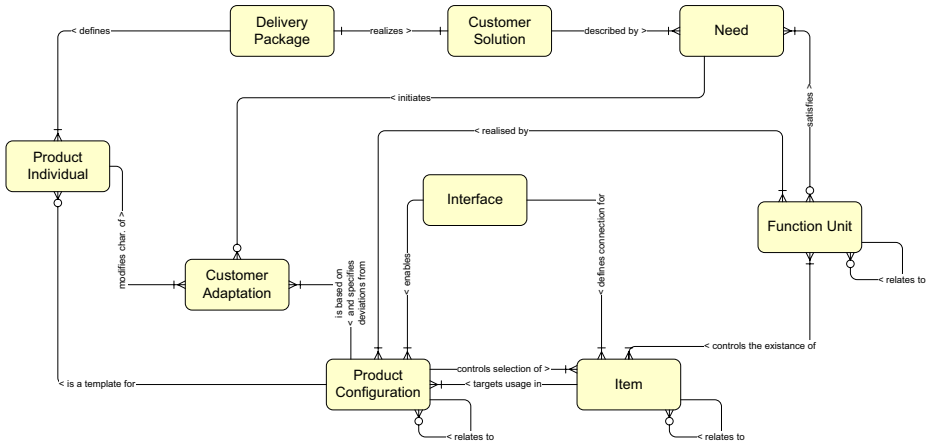 Delivery
Package
Customer
Solution
Need
< defines
realizes >
described by >
< initiates
satisfies >
< realised by
Product
Individual
Interface
Function Unit
modifies char. of >
Customer
Adaptation
is based on
< and specifies
deviations from
< enables
< defines connection for
< relates to
< controls the existance of
< is a template for
Product
Configuration
controls selection of >
< targets usage in
Item
< relates to
< relates to